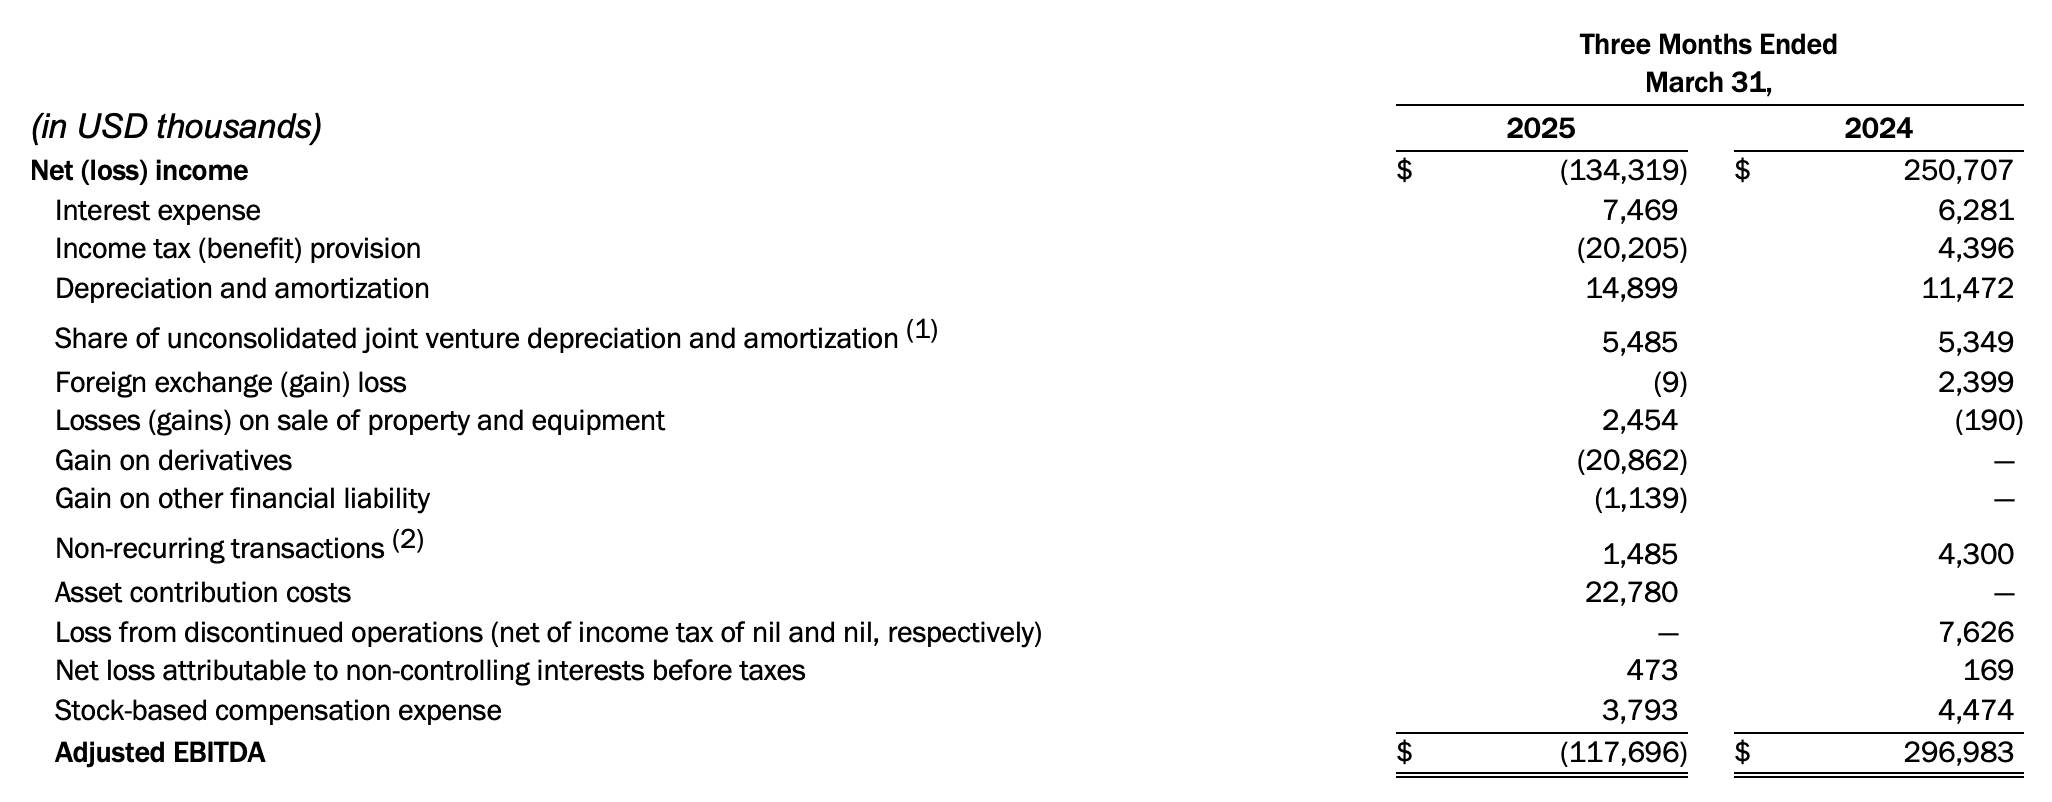 Three Months Ended
March 31,
(in USD thousands) 2025 2024
Net (loss) income $ (134,319) $ 250,707
Interest expense 7,469 6,281
Income tax (benefit) provision (20,205) 4,396
Depreciation and amortization 14,899 11,472
Share of unconsolidated joint venture depreciation and amortization (1) 5,485 5,349
Foreign exchange (gain) loss (9) 2,399
Losses (gains) on sale of property and equipment 2,454 (190)
Gain on derivatives (20,862) —
Gain on other financial liability (1,139) —
Non-recurring transactions (2) 1,485 4,300
Asset contribution costs 22,780 —
Loss from discontinued operations (net of income tax of nil and nil, respectively) — 7,626
Net loss attributable to non-controlling interests before taxes 473 169
Stock-based compensation expense 3,793 4,474
Adjusted EBITDA $ (117,696) $ 296,983